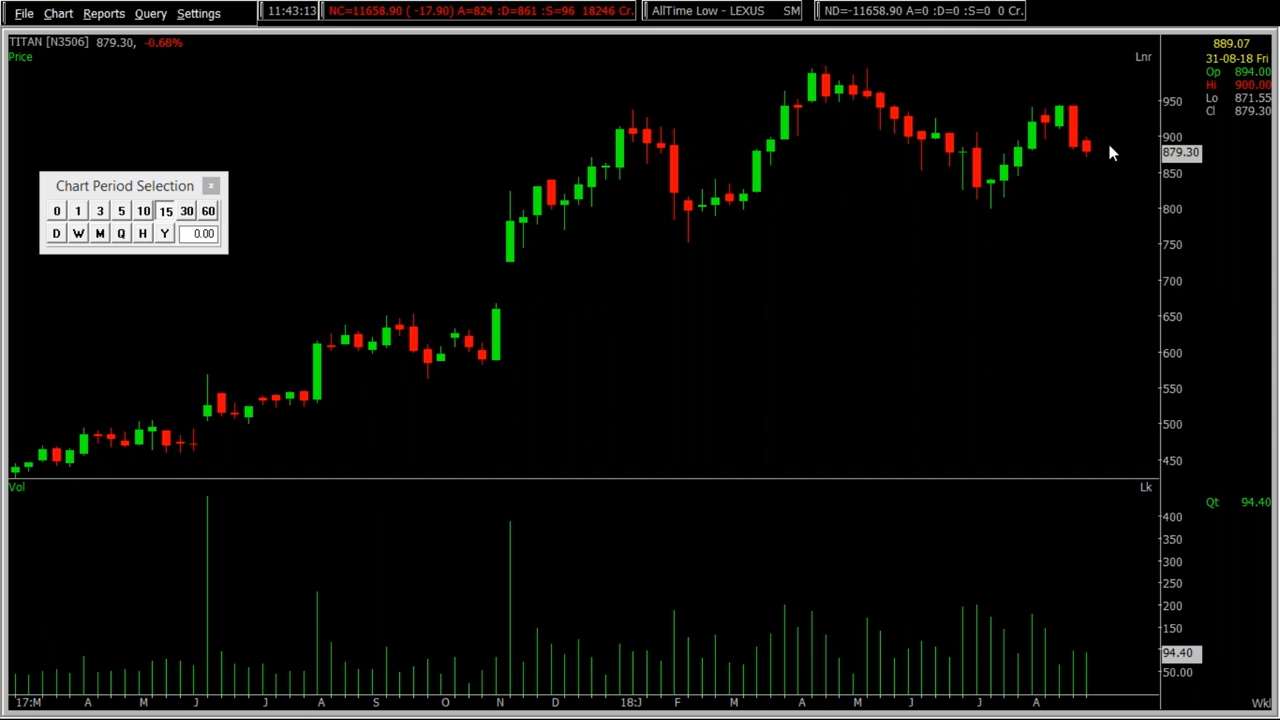 File Chart Reports Query Settings
11:43:13 NC=11658.90 ( -17.90) A=824 :D=861 :S=96 18246 Cr.
AllTime Low - LEXUS SM
ND=-11658.90 A=0 :D=0 :S=0 0 Cr.
TITAN [N3506] 879.30, -0.68%
Price
Lnr
889.07
31-08-18 Fri
Op 894.00
Hi 900.00
Lo 871.55
Cl 879.30
950
900
879.30
850
800
750
700
650
600
550
500
450
Chart Period Selection x
0 1 3 5 10 15 30 60
D W M Q H Y 0.00
Vol
Lk
Qt 94.40
400
350
300
250
200
150
94.40
50.00
17:M A M J J A S O N D 18:J F M A M J J A
Wkl